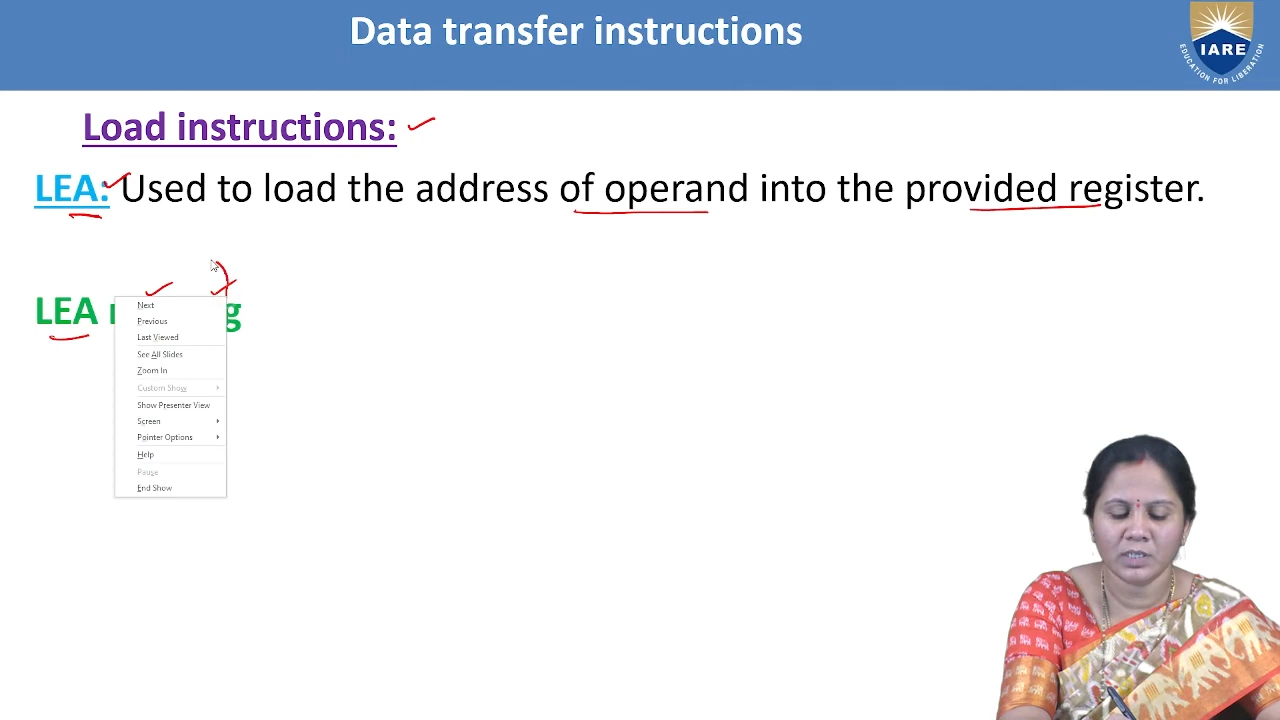 Data transfer instructions
IARE
EDUCATION FOR LIBERATION
Load instructions:
LEA: Used to load the address of operand into the provided register.
LEA
Next
Previous
Last Viewed
See All Slides
Zoom In
Custom Show
Show Presenter View
Screen
Pointer Options
Help
Pause
End Show